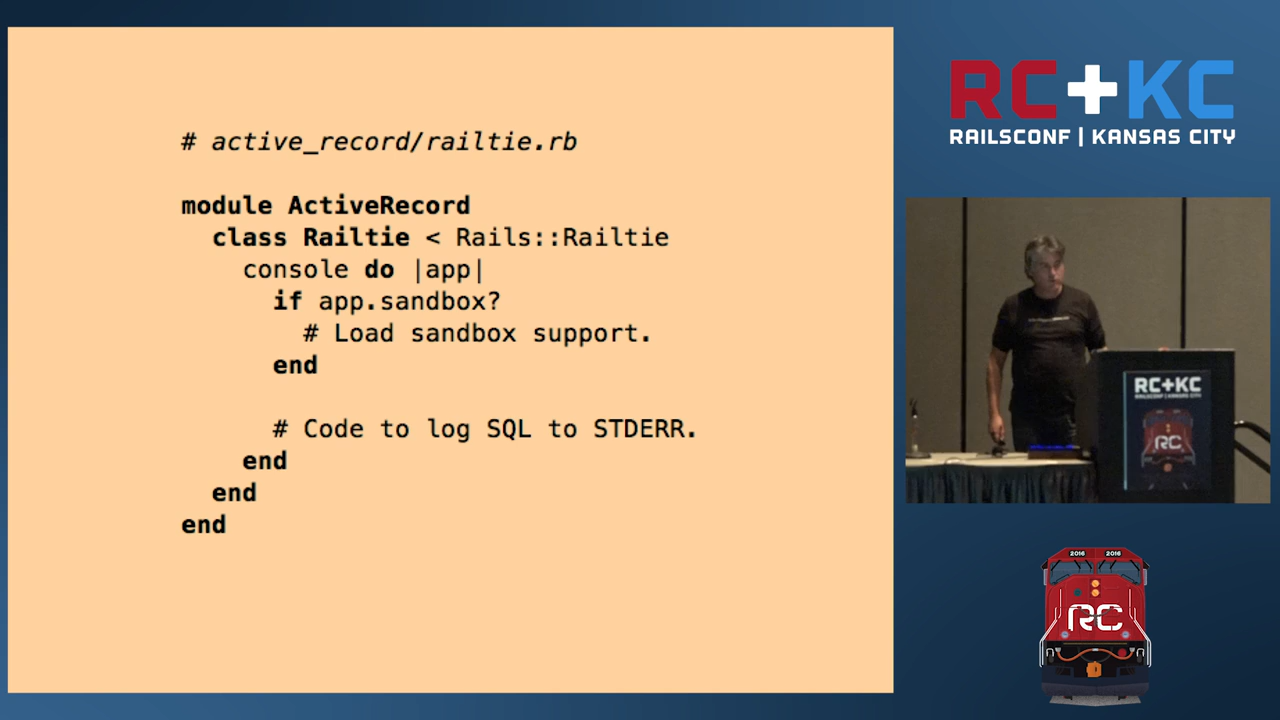 # active_record/railtie.rb
module ActiveRecord
  class Railtie < Rails::Railtie
    console do |app|
      if app.sandbox?
        # Load sandbox support.
      end
      # Code to log SQL to STDERR.
    end
  end
end
RC+KC
RAILSCONF | KANSAS CITY
RC+KC
RAILSCONF | KANSAS CITY
RC
2016 2016
RC